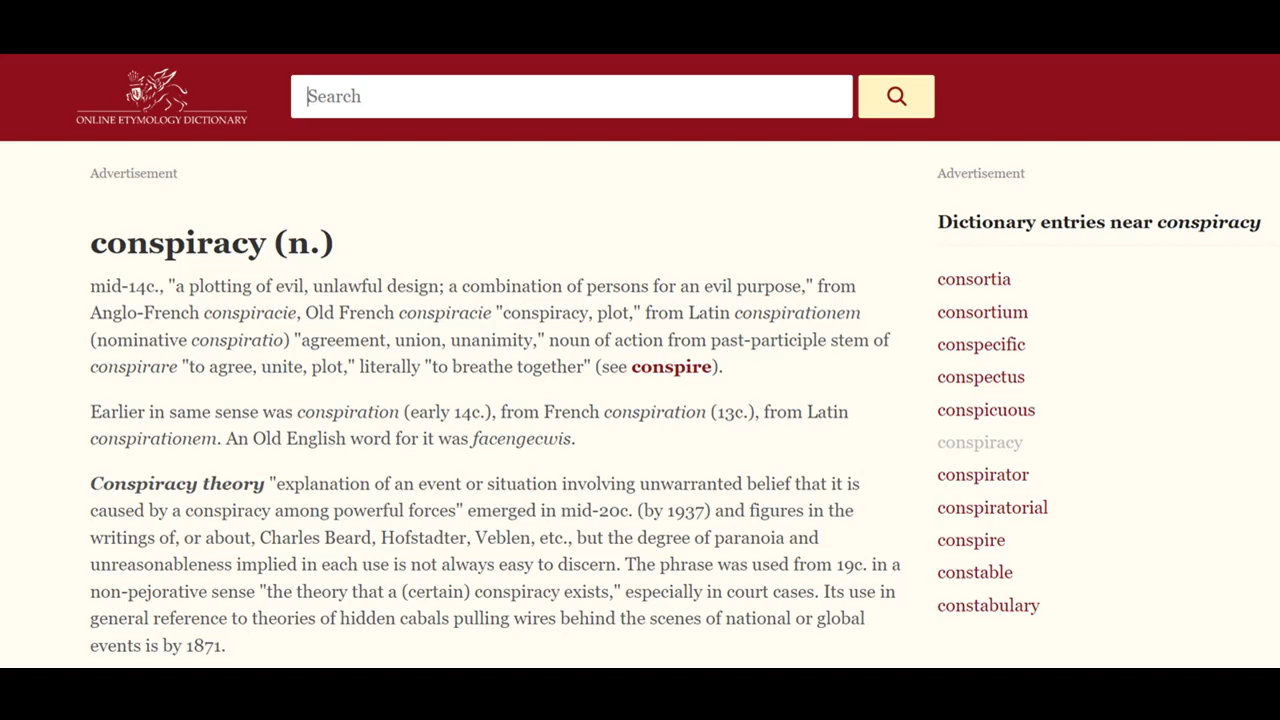 Search
ONLINE ETYMOLOGY DICTIONARY
Advertisement
conspiracy (n.)
mid-14c., "a plotting of evil, unlawful design; a combination of persons for an evil purpose," from
Anglo-French conspiracie, Old French conspiracie "conspiracy, plot," from Latin conspirationem
(nominative conspiratio) "agreement, union, unanimity," noun of action from past-participle stem of
conspirare "to agree, unite, plot," literally "to breathe together" (see conspire).
Earlier in same sense was conspiration (early 14c.), from French conspiration (13c.), from Latin
conspirationem. An Old English word for it was facengecwis.
Conspiracy theory "explanation of an event or situation involving unwarranted belief that it is
caused by a conspiracy among powerful forces" emerged in mid-20c. (by 1937) and figures in the
writings of, or about, Charles Beard, Hofstadter, Veblen, etc., but the degree of paranoia and
unreasonableness implied in each use is not always easy to discern. The phrase was used from 19c. in a
non-pejorative sense "the theory that a (certain) conspiracy exists," especially in court cases. Its use in
general reference to theories of hidden cabals pulling wires behind the scenes of national or global
events is by 1871.
Advertisement
Dictionary entries near conspiracy
consortia
consortium
conspecific
conspectus
conspicuous
conspiracy
conspirator
conspiratorial
conspire
constable
constabulary